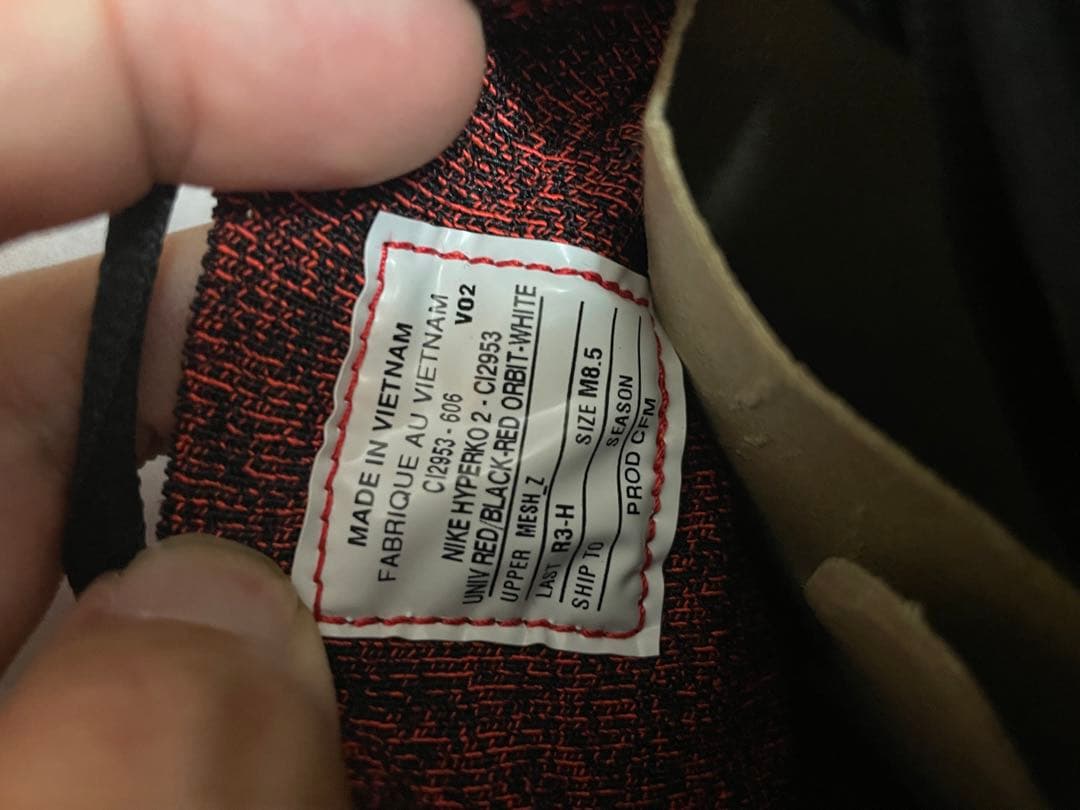 MADE IN VIETNAM
FABRIQUE AU VIETNAM
CI2953 - 606 V02
NIKE HYPERKO 2 - CI2953
UNIV RED/BLACK-RED ORBIT-WHITE
UPPER MESH_Z
LAST R3-H SIZE M8.5
SHIP TO SEASON
PROD CFM